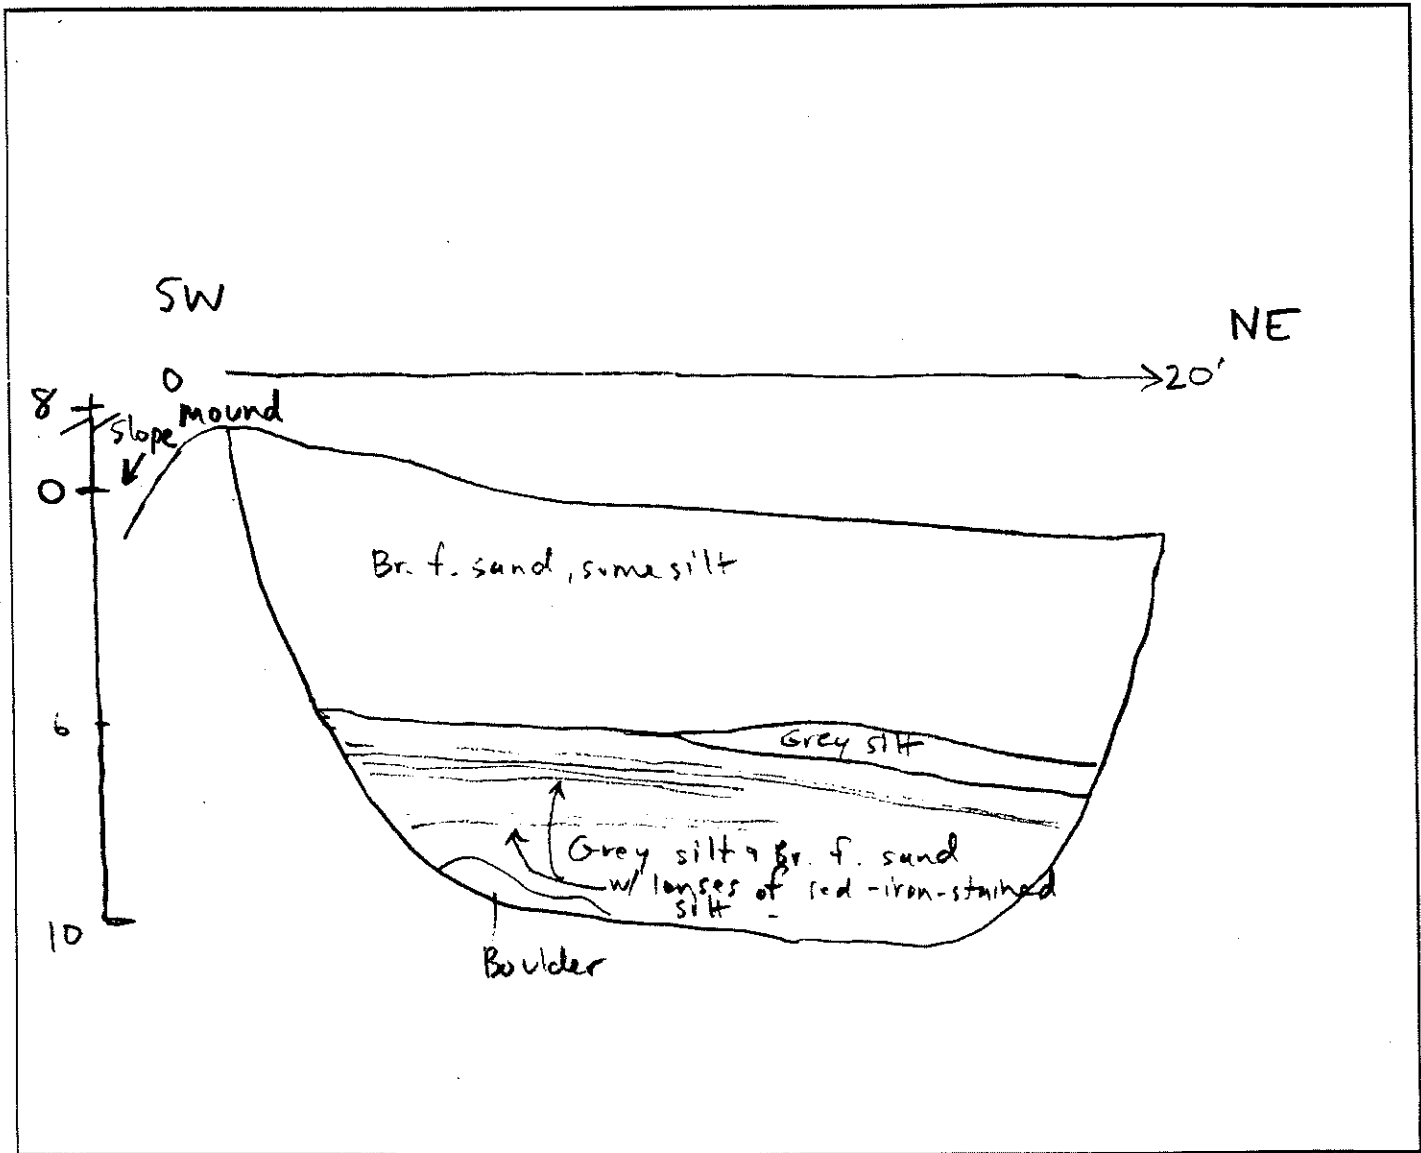 SW
NE
0
20'
8
mound
Slope
0
Br. f. sand, some silt
6
Grey silt
Grey silt & Br. f. sand
w/ lenses of red-iron-stained
silt
10
Boulder